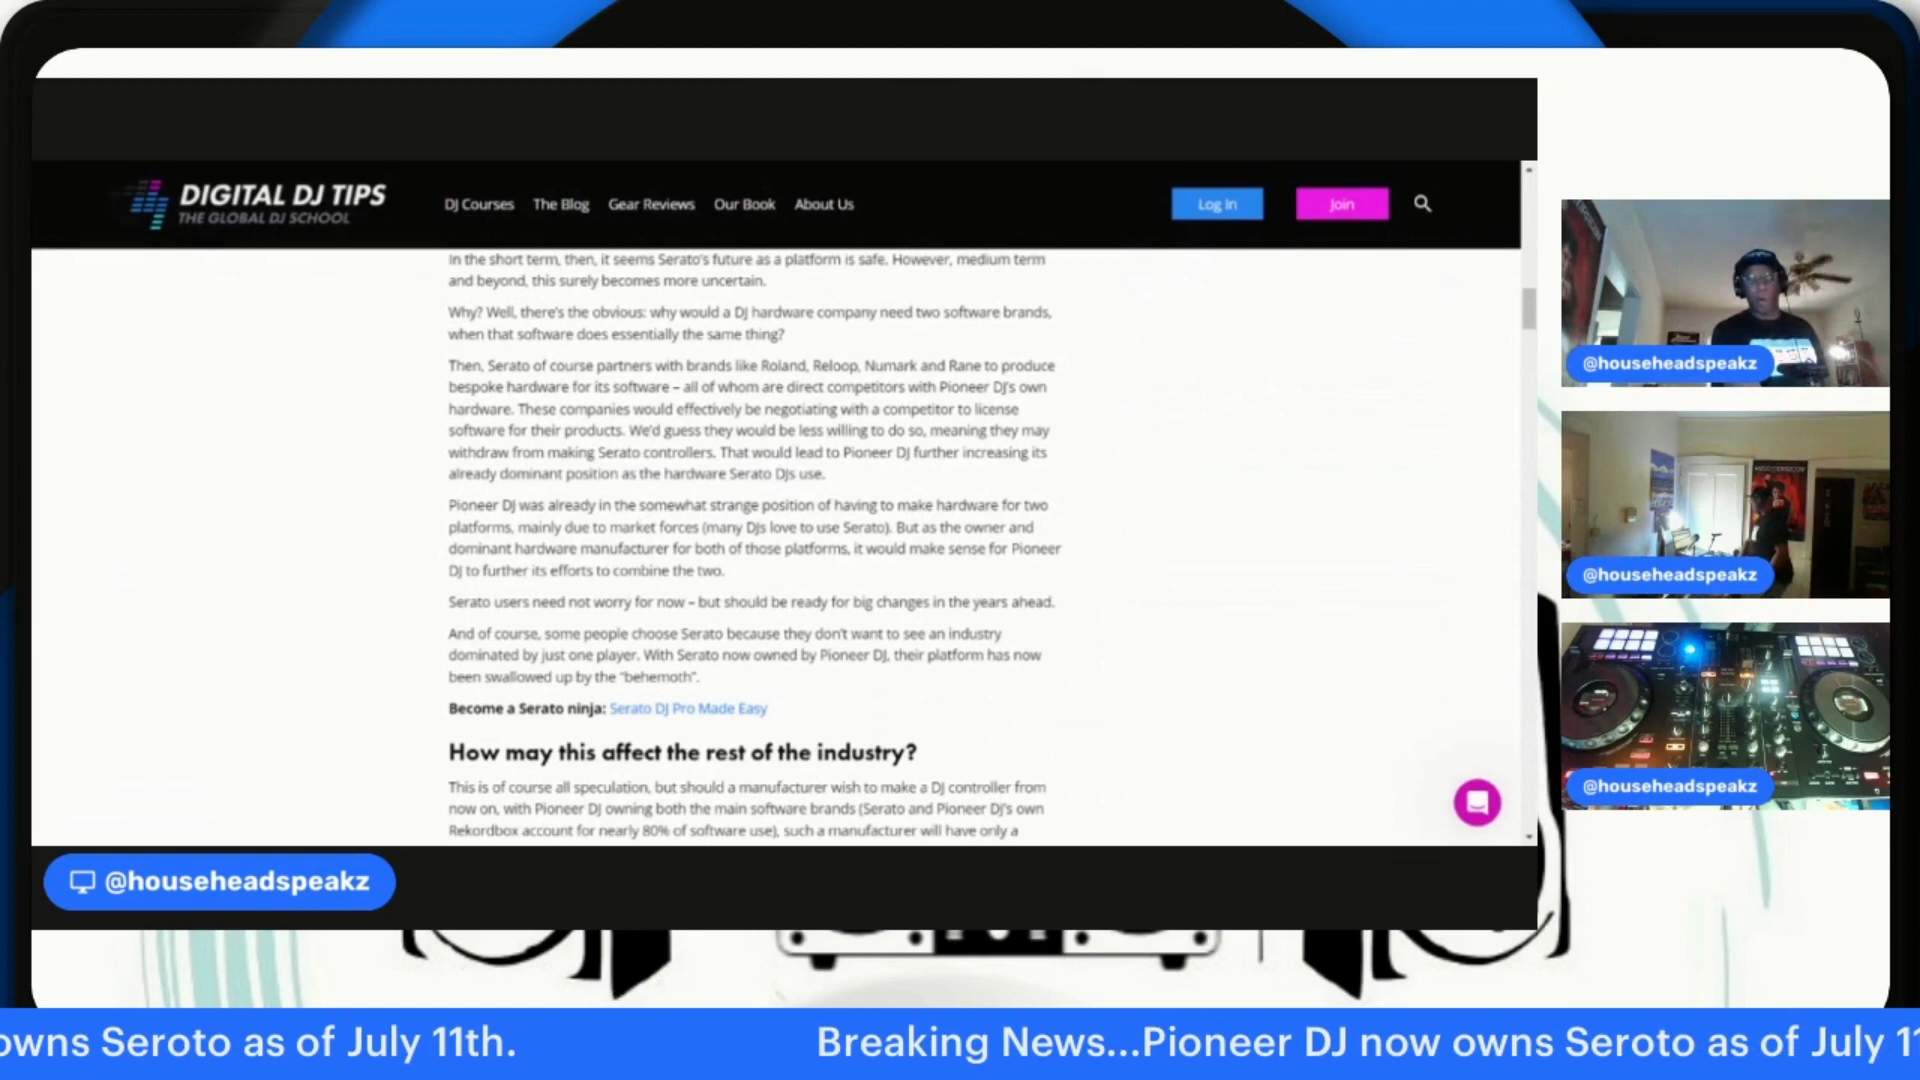 DIGITAL DJ TIPS
THE GLOBAL DJ SCHOOL
DJ Courses The Blog Gear Reviews Our Book About Us
Log In
Join
In the short term, then, it seems Serato's future as a platform is safe. However, medium term
and beyond, this surely becomes more uncertain.
Why? Well, there's the obvious: why would a DJ hardware company need two software brands,
when that software does essentially the same thing?
Then, Serato of course partners with brands like Roland, Reloop, Numark and Rane to produce
bespoke hardware for its software – all of whom are direct competitors with Pioneer DJ's own
hardware. These companies would effectively be negotiating with a competitor to license
software for their products. We'd guess they would be less willing to do so, meaning they may
withdraw from making Serato controllers. That would lead to Pioneer DJ further increasing its
already dominant position as the hardware Serato DJs use.
Pioneer DJ was already in the somewhat strange position of having to make hardware for two
platforms, mainly due to market forces (many DJs love to use Serato). But as the owner and
dominant hardware manufacturer for both of those platforms, it would make sense for Pioneer
DJ to further its efforts to combine the two.
Serato users need not worry for now – but should be ready for big changes in the years ahead.
And of course, some people choose Serato because they don't want to see an industry
dominated by just one player. With Serato now owned by Pioneer DJ, their platform has now
been swallowed up by the "behemoth".
Become a Serato ninja: Serato DJ Pro Made Easy
How may this affect the rest of the industry?
This is of course all speculation, but should a manufacturer wish to make a DJ controller from
now on, with Pioneer DJ owning both the main software brands (Serato and Pioneer DJ's own
Rekordbox account for nearly 80% of software use), such a manufacturer will have only a
@househeadspeakz
@househeadspeakz
@househeadspeakz
@househeadspeakz
owns Seroto as of July 11th.
Breaking News...Pioneer DJ now owns Seroto as of July 11